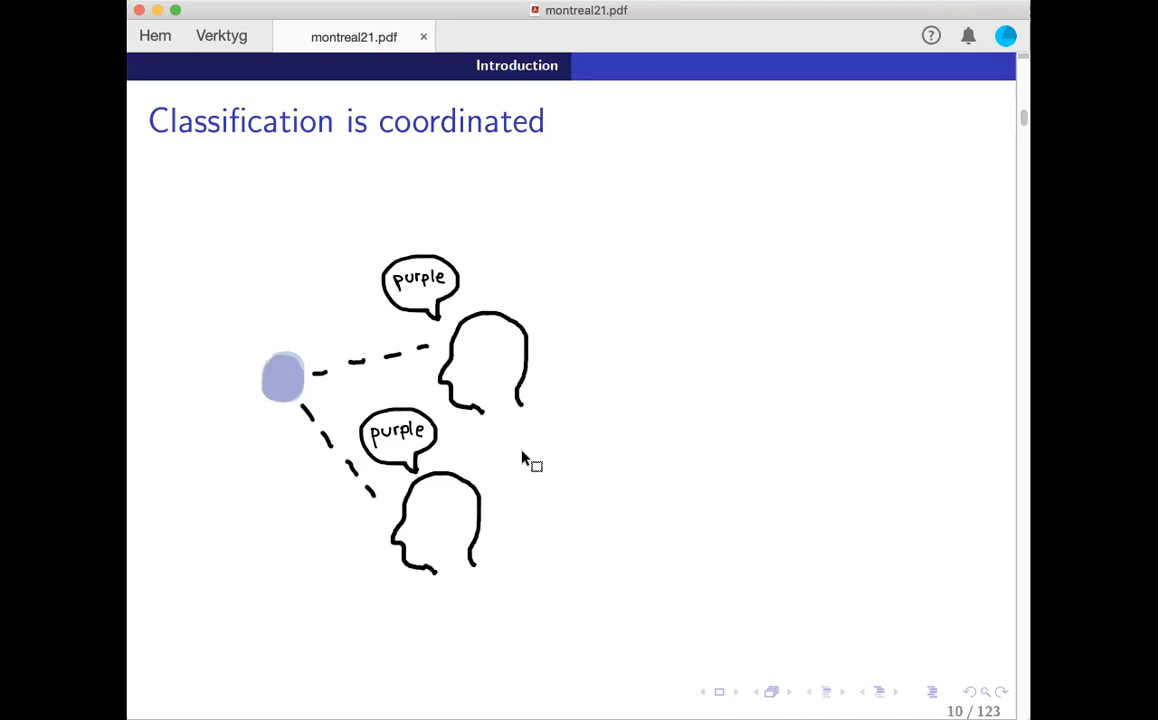 montreal21.pdf
Hem Verktyg montreal21.pdf ×
Introduction
Classification is coordinated
purple
purple
10 / 123